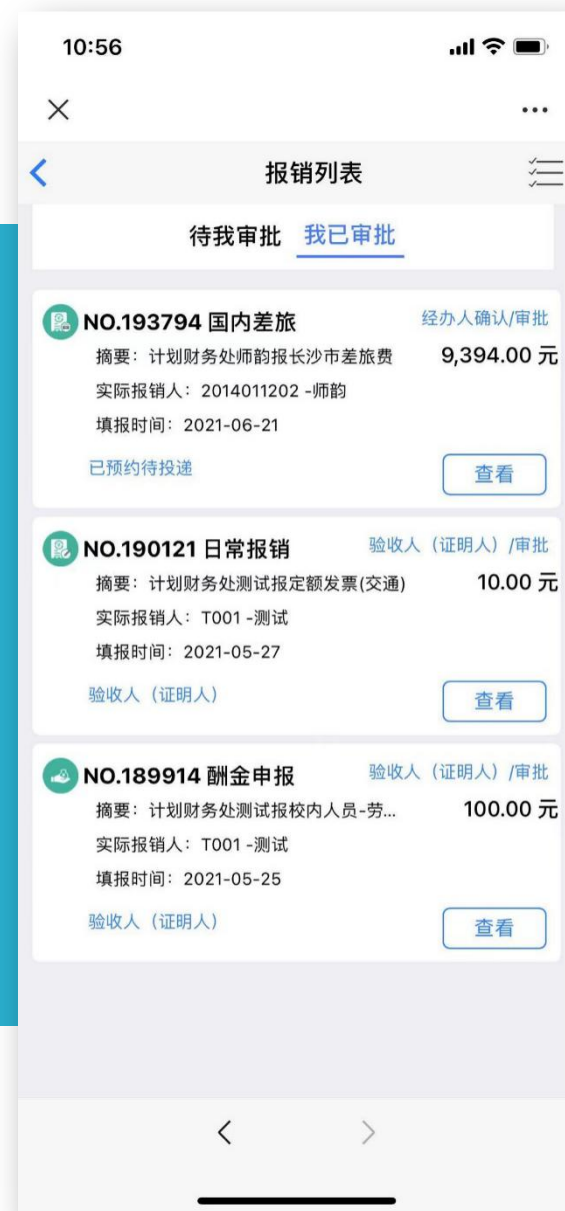 10:56
报销列表
待我审批 我已审批
NO.193794 国内差旅 经办人确认/审批
摘要：计划财务处师韵报长沙市差旅费 9,394.00 元
实际报销人：2014011202 -师韵
填报时间：2021-06-21
已预约待投递 查看
NO.190121 日常报销 验收人（证明人）/审批
摘要：计划财务处测试报定额发票(交通) 10.00 元
实际报销人：T001 -测试
填报时间：2021-05-27
验收人（证明人） 查看
NO.189914 酬金申报 验收人（证明人）/审批
摘要：计划财务处测试报校内人员-劳... 100.00 元
实际报销人：T001 -测试
填报时间：2021-05-25
验收人（证明人） 查看